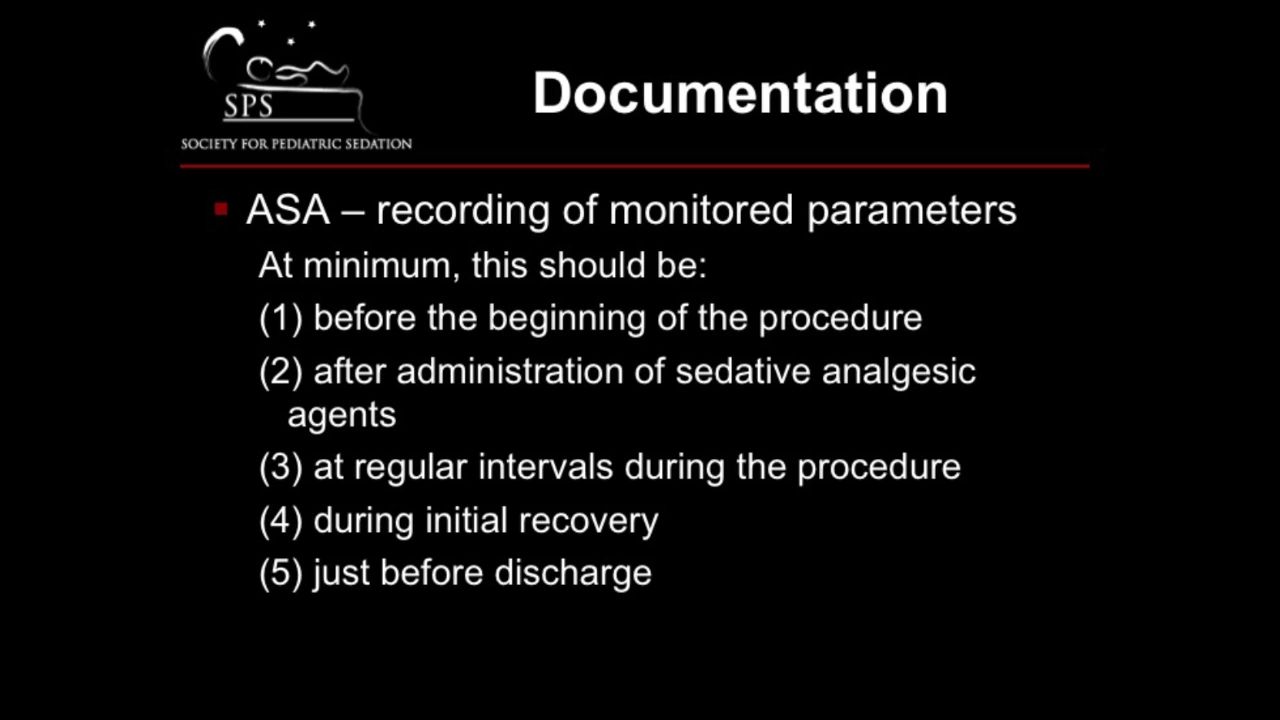 SPS
SOCIETY FOR PEDIATRIC SEDATION
Documentation
ASA – recording of monitored parameters
At minimum, this should be:
(1) before the beginning of the procedure
(2) after administration of sedative analgesic
agents
(3) at regular intervals during the procedure
(4) during initial recovery
(5) just before discharge